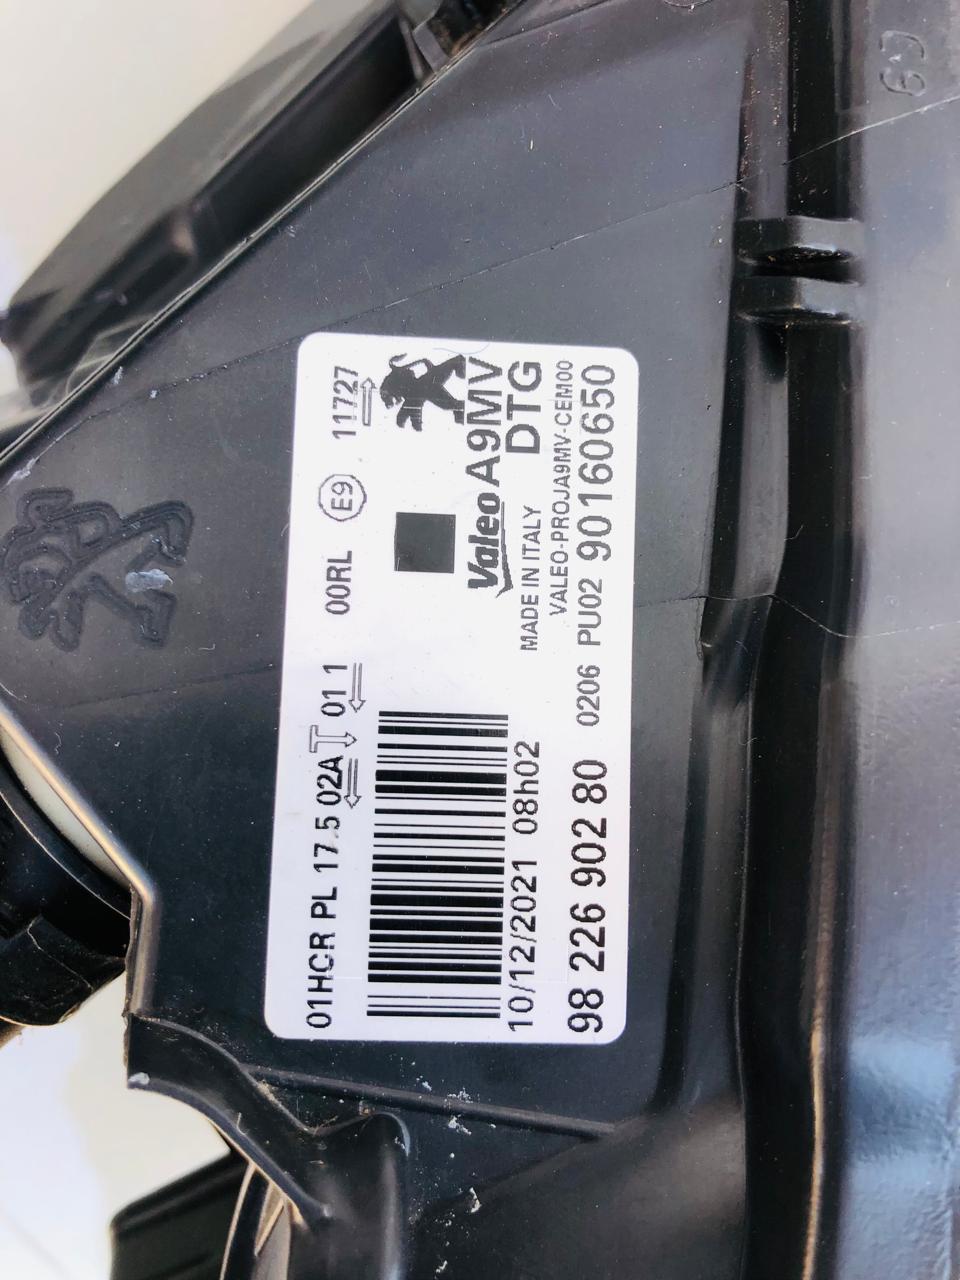 01HCR PL 17.5 02A 01 1 00RL E9 11727
Valeo A9MV
MADE IN ITALY DTG
VALEO-PROJA9MV-CEM00
10/12/2021 08h02
98 226 902 80 0206 PU02 90160650
69